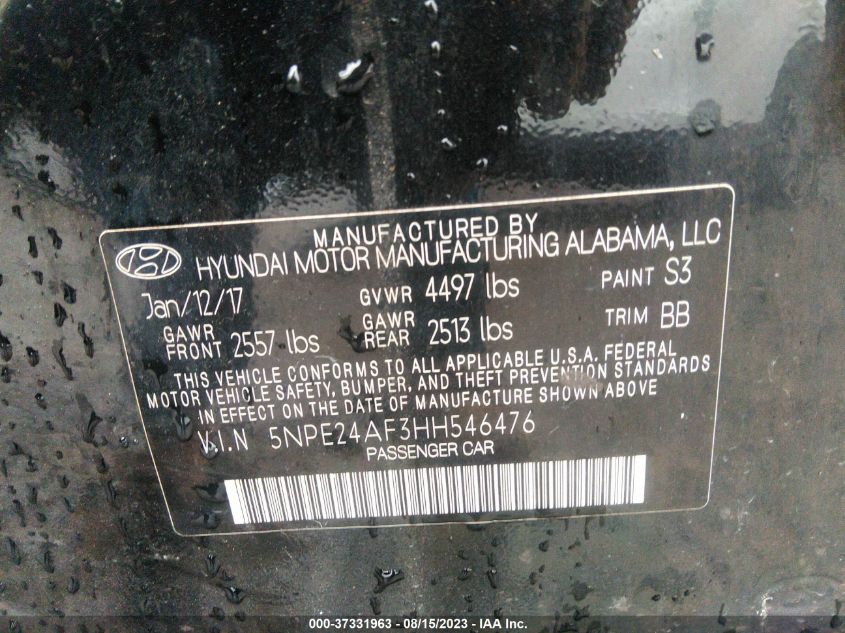 MANUFACTURED BY
HYUNDAI MOTOR MANUFACTURING ALABAMA, LLC
Jan/12/17 GVWR 4497 lbs PAINT S3
GAWR FRONT 2557 lbs GAWR REAR 2513 lbs TRIM BB
THIS VEHICLE CONFORMS TO ALL APPLICABLE U.S.A. FEDERAL
MOTOR VEHICLE SAFETY, BUMPER, AND THEFT PREVENTION STANDARDS
IN EFFECT ON THE DATE OF MANUFACTURE SHOWN ABOVE
V.I.N 5NPE24AF3HH546476
PASSENGER CAR
000-37331963 - 08/15/2023 - IAA Inc.